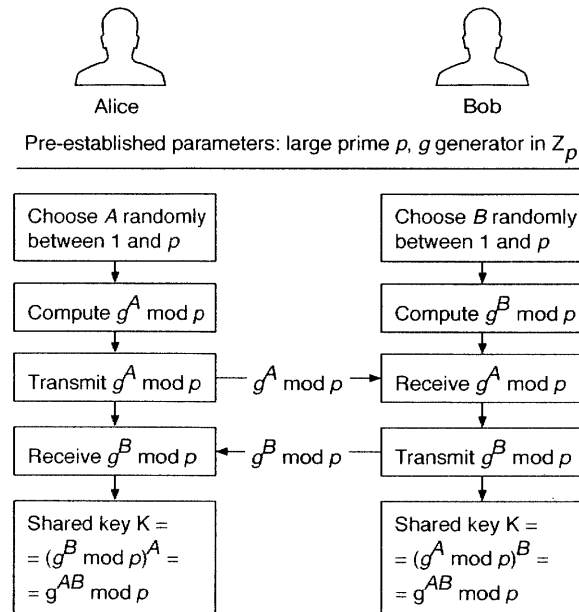 Alice
Bob
Pre-established parameters: large prime p, g generator in Z_p
Choose A randomly
between 1 and p
Compute g^A mod p
Transmit g^A mod p
Receive g^B mod p
Shared key K =
= (g^B mod p)^A =
= g^AB mod p
g^A mod p
g^B mod p
Choose B randomly
between 1 and p
Compute g^B mod p
Receive g^A mod p
Transmit g^B mod p
Shared key K =
= (g^A mod p)^B =
= g^AB mod p